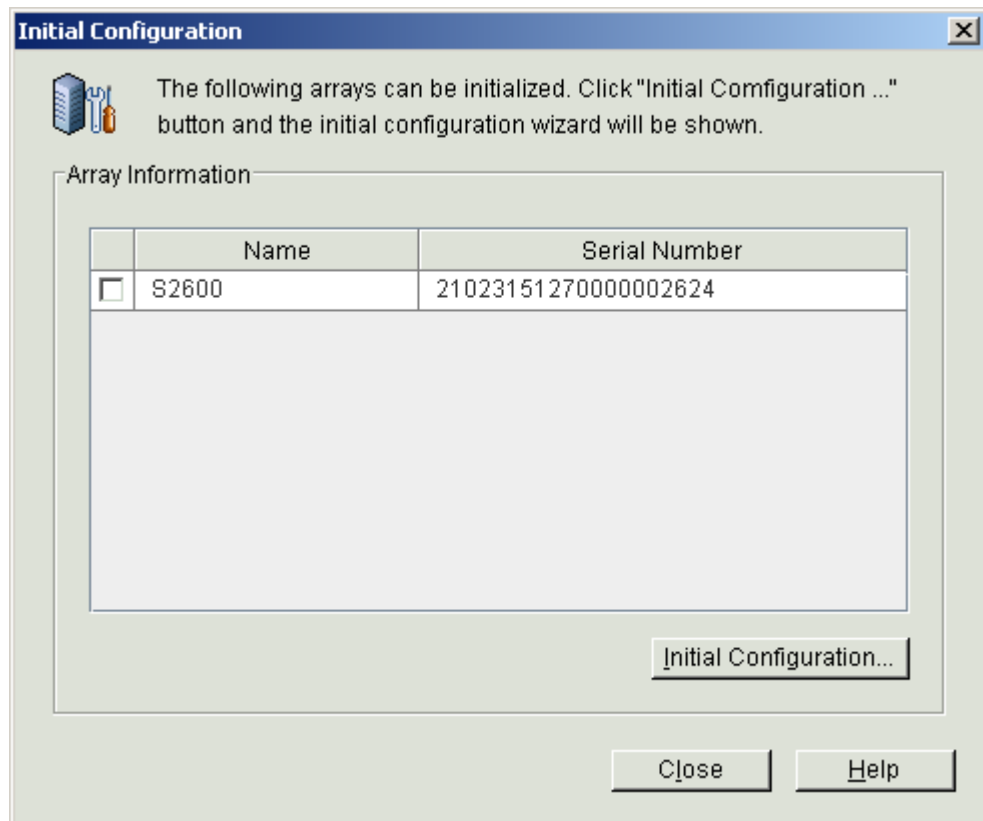 Initial Configuration
The following arrays can be initialized. Click "Initial Comfiguration ..."
button and the initial configuration wizard will be shown.
Array Information
Name Serial Number
S2600 21023151270000002624
Initial Configuration...
Close Help